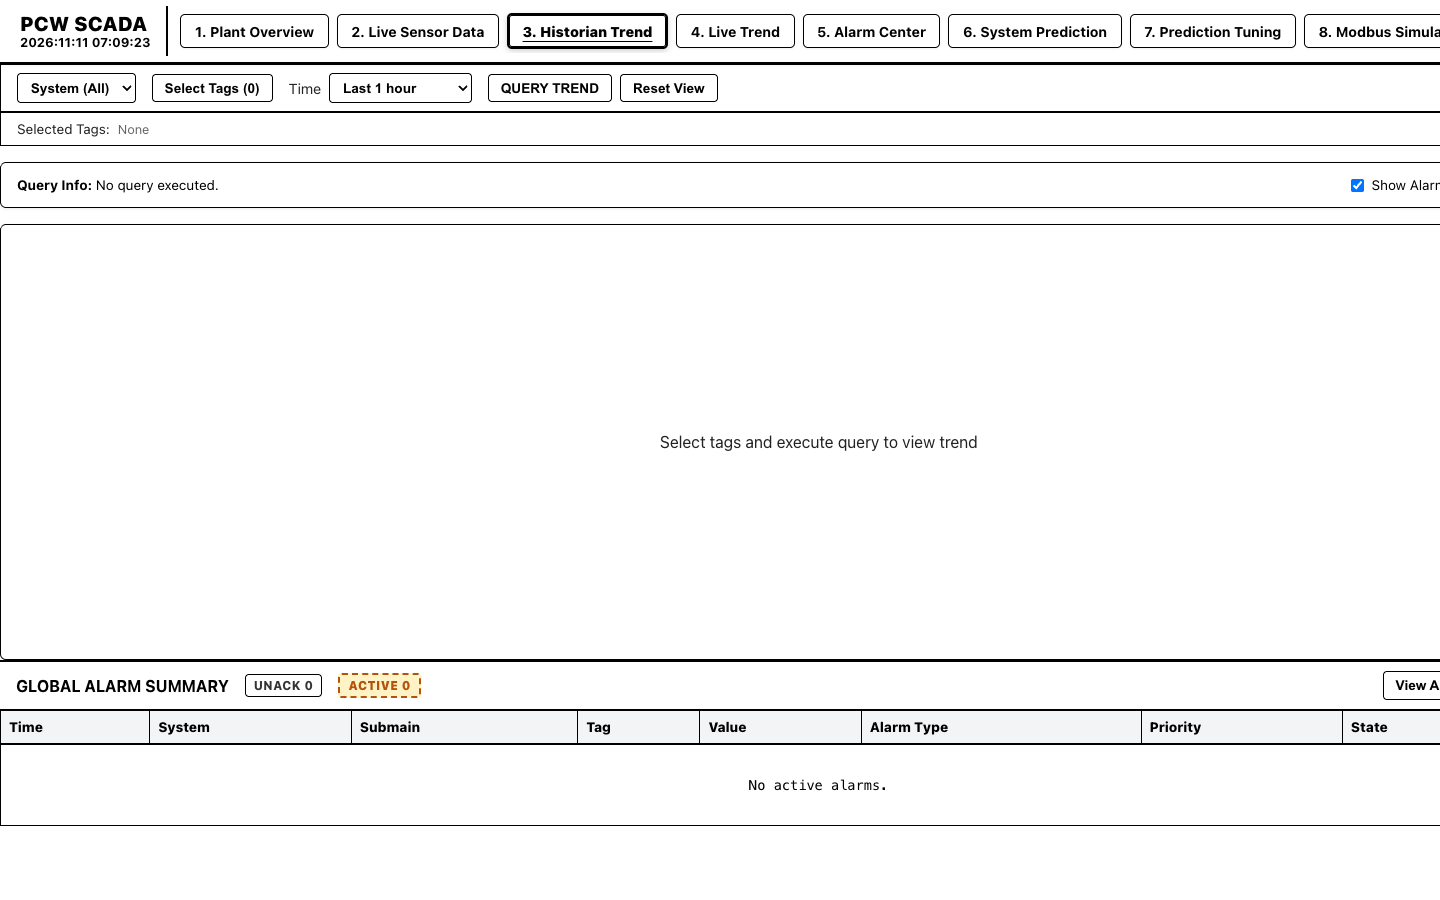 PCW SCADA
2026:11:11 07:09:23
1. Plant Overview
2. Live Sensor Data
3. Historian Trend
4. Live Trend
5. Alarm Center
6. System Prediction
7. Prediction Tuning
8. Modbus Simula
System (All)
Select Tags (0)
Time
Last 1 hour
QUERY TREND
Reset View
Selected Tags: None
Query Info: No query executed.
Show Alarm
Select tags and execute query to view trend
GLOBAL ALARM SUMMARY
UNACK 0
ACTIVE 0
View A
Time System Submain Tag Value Alarm Type Priority State
No active alarms.